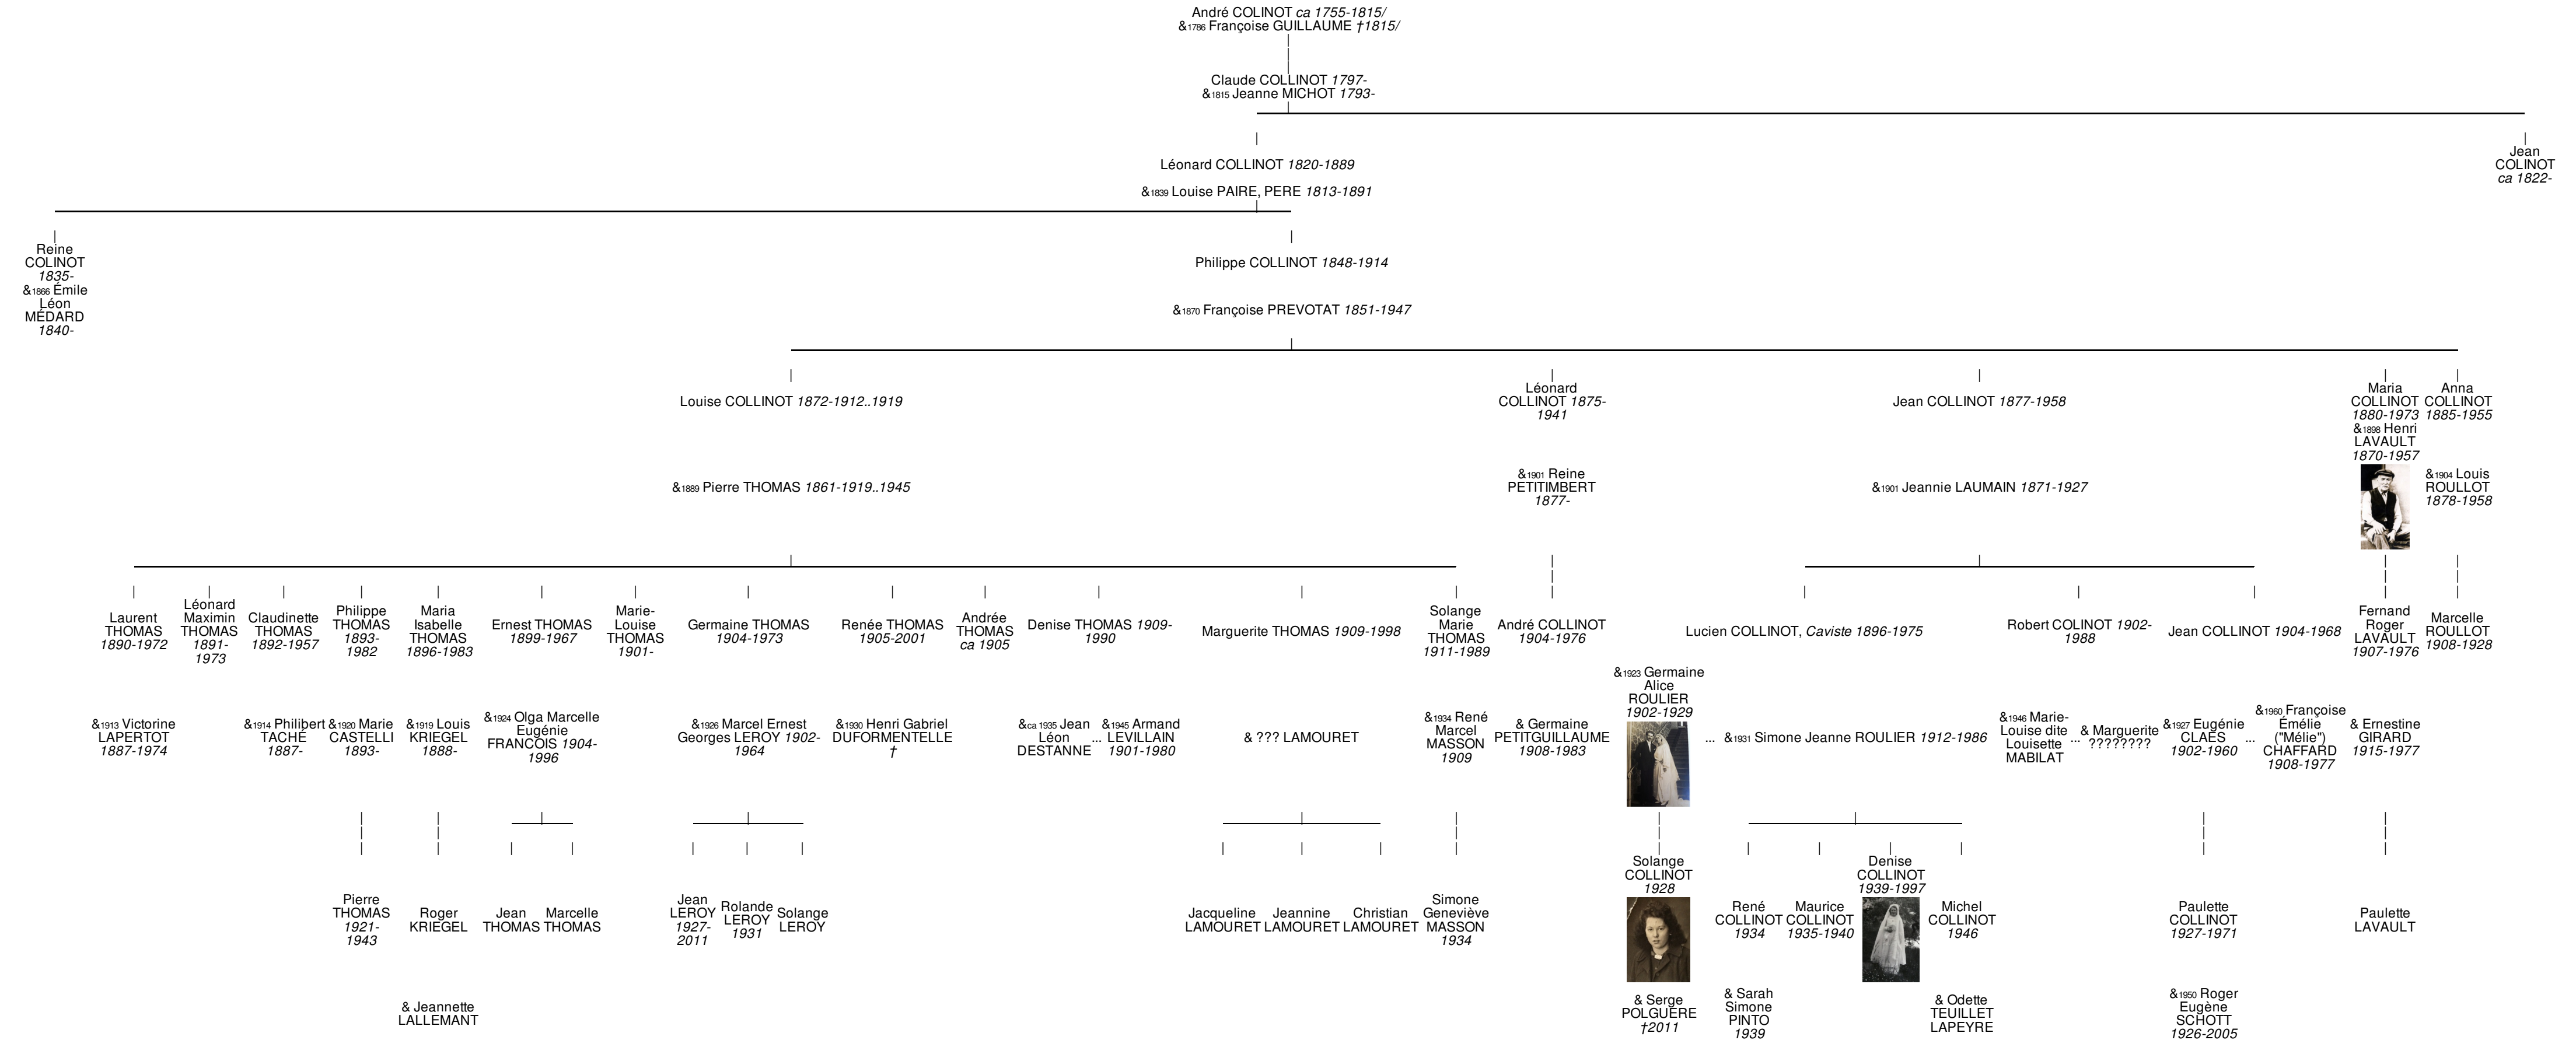 André COLINOT ca 1755-1815/
&1786 Françoise GUILLAUME †1815/
Claude COLLINOT 1797-
&1815 Jeanne MICHOT 1793-
Léonard COLLINOT 1820-1889
&1839 Louise PAIRE, PERE 1813-1891
Jean
COLINOT
ca 1822-
Reine
COLINOT
1835-
&1866 Émile
Léon
MÉDARD
1840-
Philippe COLLINOT 1848-1914
&1870 Françoise PREVOTAT 1851-1947
Louise COLLINOT 1872-1912..1919
&1889 Pierre THOMAS 1861-1919..1945
Léonard
COLLINOT 1875-
1941
&1901 Reine
PETITIMBERT
1877-
Jean COLLINOT 1877-1958
&1901 Jeannie LAUMAIN 1871-1927
Maria
COLLINOT
1880-1973
&1898 Henri
LAVAULT
1870-1957
Anna
COLLINOT
1885-1955
&1904 Louis
ROULLOT
1878-1958
Laurent
THOMAS
1890-1972
&1913 Victorine
LAPERTOT
1887-1974
Léonard
Maximin
THOMAS
1891-
1973
Claudinette
THOMAS
1892-1957
&1914 Philibert
TACHÉ
1887-
Philippe
THOMAS
1893-
1982
&1920 Marie
CASTELLI
1893-
Maria
Isabelle
THOMAS
1896-1983
&1919 Louis
KRIEGEL
1888-
Ernest THOMAS
1899-1967
&1924 Olga Marcelle
Eugénie
FRANCOIS 1904-
1996
Marie-
Louise
THOMAS
1901-
Germaine THOMAS
1904-1973
&1926 Marcel Ernest
Georges LEROY 1902-
1964
Renée THOMAS
1905-2001
&1930 Henri Gabriel
DUFORMENTELLE
†
Andrée
THOMAS
ca 1905
Denise THOMAS 1909-
1990
&ca 1935 Jean
Léon
DESTANNE
...
&1945 Armand
LEVILLAIN
1901-1980
Marguerite THOMAS 1909-1998
& ??? LAMOURET
Solange
Marie
THOMAS
1911-1989
&1934 René
Marcel
MASSON
1909
André COLLINOT
1904-1976
& Germaine
PETITGUILLAUME
1908-1983
Lucien COLLINOT, Caviste 1896-1975
&1923 Germaine
Alice
ROULIER
1902-1929
...
&1931 Simone Jeanne ROULIER 1912-1986
Robert COLINOT 1902-
1988
&1946 Marie-
Louise dite
Louisette
MABILAT
...
& Marguerite
????????
Jean COLLINOT 1904-1968
&1927 Eugénie
CLAES
1902-1960
...
&1960 Françoise
Émélie
("Mélie")
CHAFFARD
1908-1977
Fernand
Roger
LAVAULT
1907-1976
& Ernestine
GIRARD
1915-1977
Marcelle
ROULLOT
1908-1928
Pierre
THOMAS
1921-
1943
Roger
KRIEGEL
& Jeannette
LALLEMANT
Jean
THOMAS
Marcelle
THOMAS
Jean
LEROY
1927-
2011
Rolande
LEROY
1931
Solange
LEROY
Jacqueline
LAMOURET
Jeannine
LAMOURET
Christian
LAMOURET
Simone
Geneviève
MASSON
1934
Solange
COLLINOT
1928
& Serge
POLGUÈRE
†2011
René
COLLINOT
1934
& Sarah
Simone
PINTO
1939
Maurice
COLLINOT
1935-1940
Denise
COLLINOT
1939-1997
Michel
COLLINOT
1946
& Odette
TEUILLET
LAPEYRE
Paulette
COLLINOT
1927-1971
&1950 Roger
Eugène
SCHOTT
1926-2005
Paulette
LAVAULT